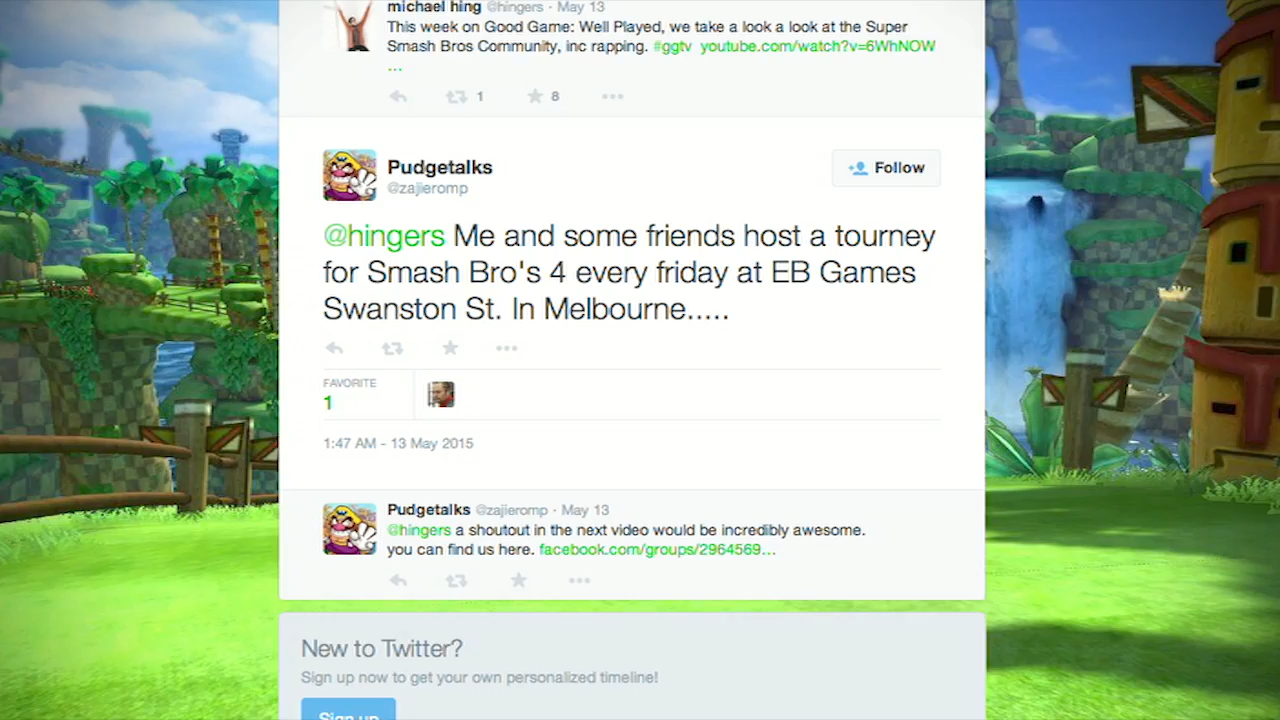 michael hing @hingers · May 13
This week on Good Game: Well Played, we take a look a look at the Super
Smash Bros Community, inc rapping. #ggtv youtube.com/watch?v=6WhNOW
...
1 8
Pudgetalks
@zajieromp
Follow
@hingers Me and some friends host a tourney
for Smash Bro's 4 every friday at EB Games
Swanston St. In Melbourne.....
FAVORITE
1
1:47 AM - 13 May 2015
Pudgetalks @zajieromp · May 13
@hingers a shoutout in the next video would be incredibly awesome.
you can find us here. facebook.com/groups/2964569...
New to Twitter?
Sign up now to get your own personalized timeline!
Sign up